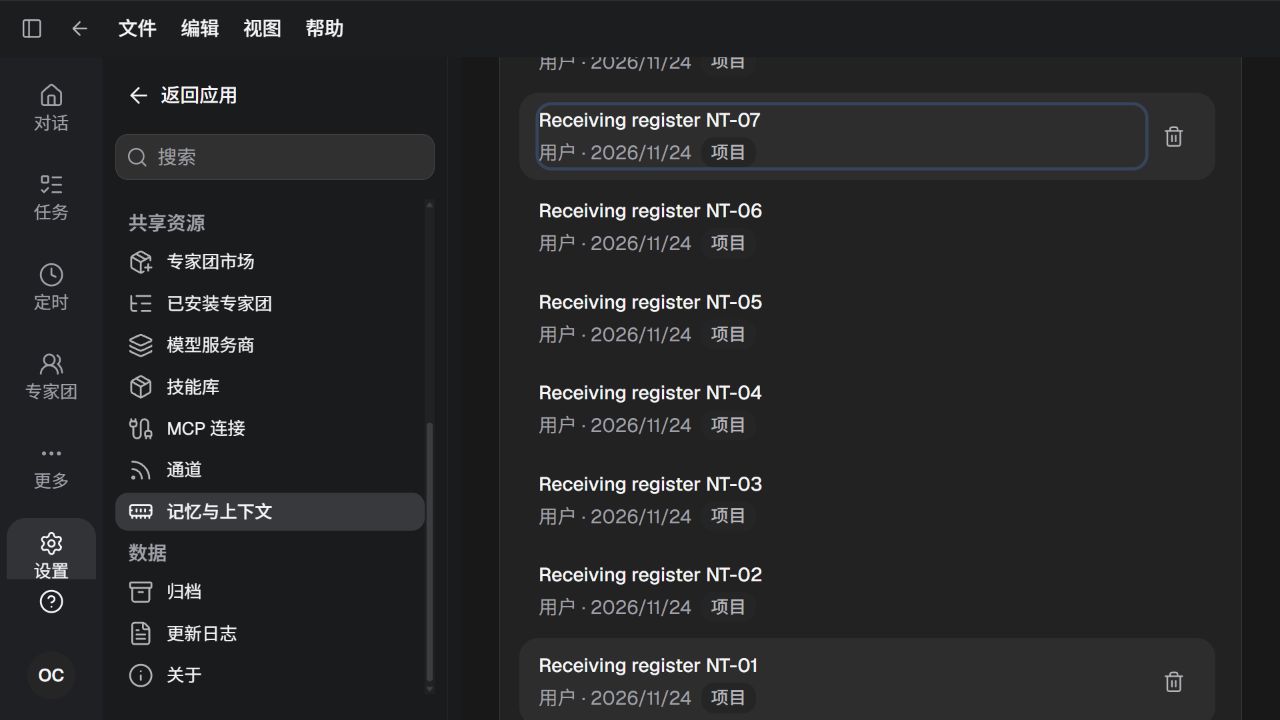 文件 编辑 视图 帮助
对话
任务
定时
专家团
更多
设置
OC
返回应用
搜索
共享资源
专家团市场
已安装专家团
模型服务商
技能库
MCP 连接
通道
记忆与上下文
数据
归档
更新日志
关于
用户 · 2026/11/24 项目
Receiving register NT-07
用户 · 2026/11/24 项目
Receiving register NT-06
用户 · 2026/11/24 项目
Receiving register NT-05
用户 · 2026/11/24 项目
Receiving register NT-04
用户 · 2026/11/24 项目
Receiving register NT-03
用户 · 2026/11/24 项目
Receiving register NT-02
用户 · 2026/11/24 项目
Receiving register NT-01
用户 · 2026/11/24 项目